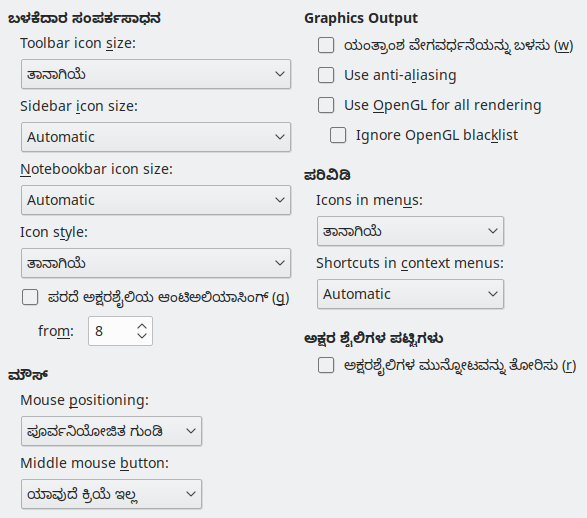 ಬಳಕೆದಾರ ಸಂಪರ್ಕಸಾಧನ
Toolbar icon size:
ತಾನಾಗಿಯೆ
Sidebar icon size:
Automatic
Notebookbar icon size:
Automatic
Icon style:
ತಾನಾಗಿಯೆ
ಪರದೆ ಅಕ್ಷರಶೈಲಿಯ ಆಂಟಿಅಲಿಯಾಸಿಂಗ್ (g)
from: 8
ಮೌಸ್
Mouse positioning:
ಪೂರ್ವನಿಯೋಜಿತ ಗುಂಡಿ
Middle mouse button:
ಯಾವುದೆ ಕ್ರಿಯೆ ಇಲ್ಲ
Graphics Output
ಯಂತ್ರಾಂಶ ವೇಗವರ್ಧನೆಯನ್ನು ಬಳಸು (w)
Use anti-aliasing
Use OpenGL for all rendering
Ignore OpenGL blacklist
ಪರಿವಿಡಿ
Icons in menus:
ತಾನಾಗಿಯೆ
Shortcuts in context menus:
Automatic
ಅಕ್ಷರ ಶೈಲಿಗಳ ಪಟ್ಟಿಗಳು
ಅಕ್ಷರಶೈಲಿಗಳ ಮುನ್ನೋಟವನ್ನು ತೋರಿಸು (r)